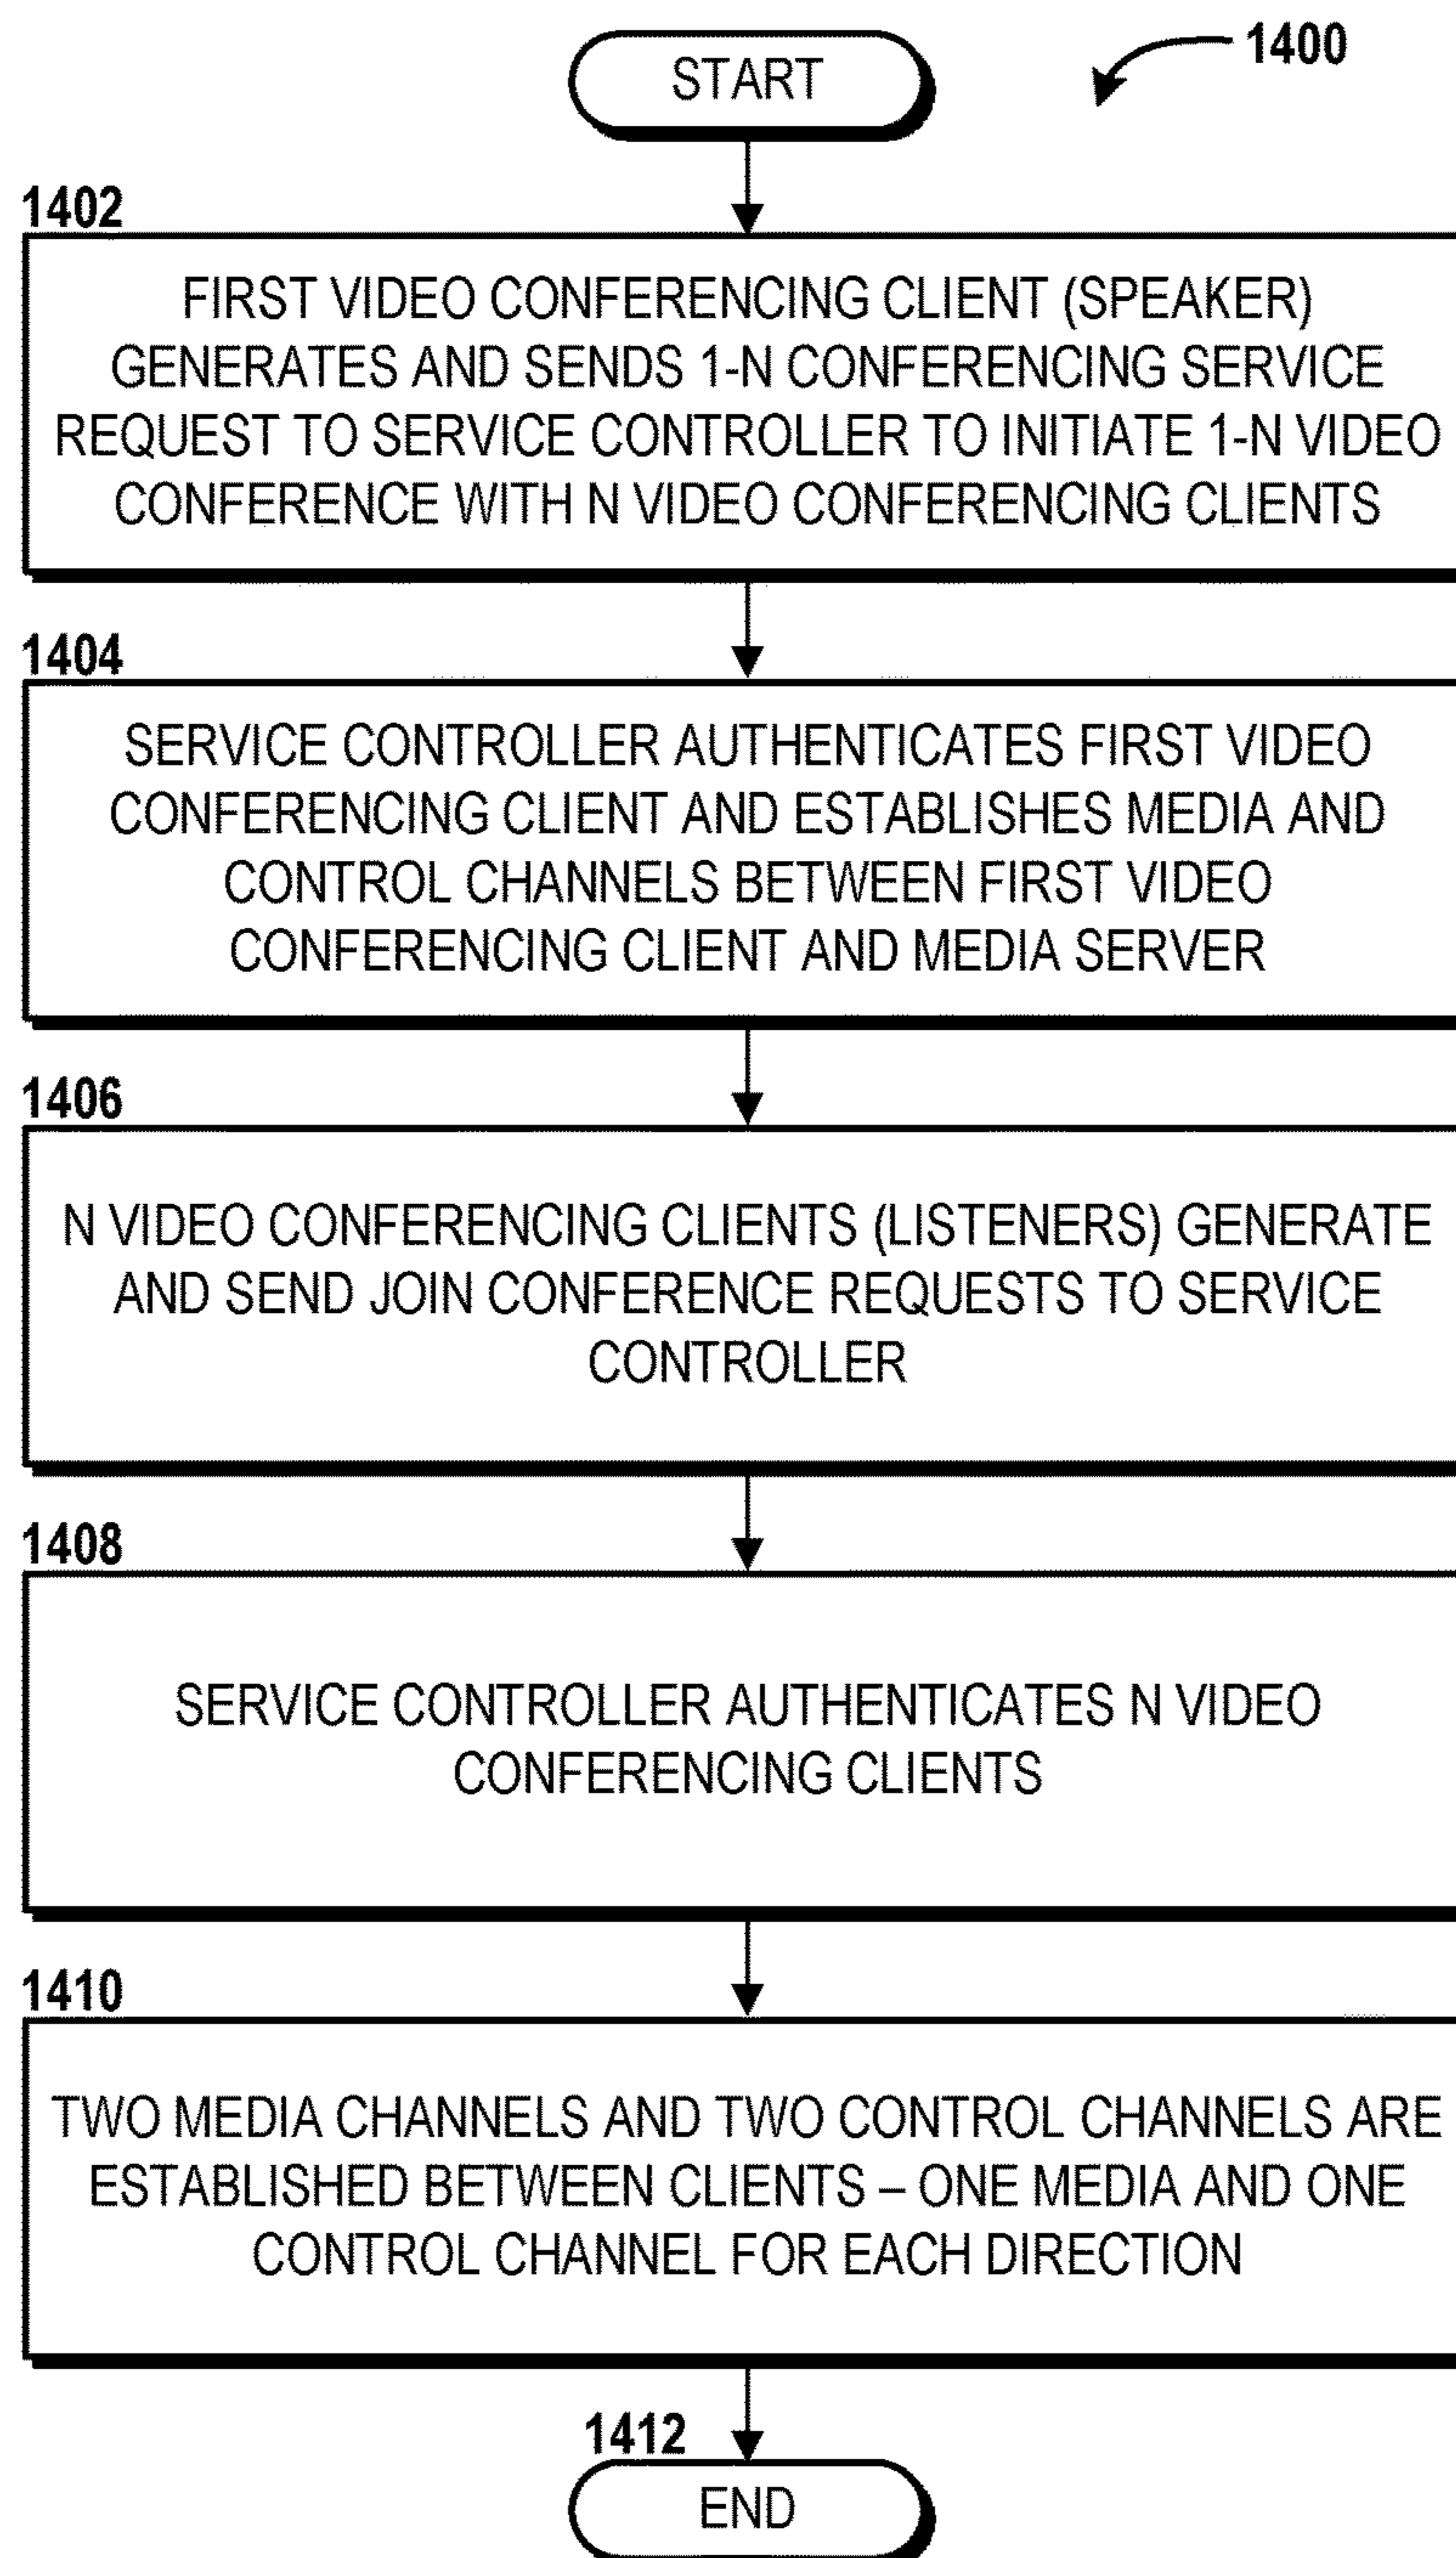 START
1400
1402
FIRST VIDEO CONFERENCING CLIENT (SPEAKER)
GENERATES AND SENDS 1-N CONFERENCING SERVICE
REQUEST TO SERVICE CONTROLLER TO INITIATE 1-N VIDEO
CONFERENCE WITH N VIDEO CONFERENCING CLIENTS
1404
SERVICE CONTROLLER AUTHENTICATES FIRST VIDEO
CONFERENCING CLIENT AND ESTABLISHES MEDIA AND
CONTROL CHANNELS BETWEEN FIRST VIDEO
CONFERENCING CLIENT AND MEDIA SERVER
1406
N VIDEO CONFERENCING CLIENTS (LISTENERS) GENERATE
AND SEND JOIN CONFERENCE REQUESTS TO SERVICE
CONTROLLER
1408
SERVICE CONTROLLER AUTHENTICATES N VIDEO
CONFERENCING CLIENTS
1410
TWO MEDIA CHANNELS AND TWO CONTROL CHANNELS ARE
ESTABLISHED BETWEEN CLIENTS – ONE MEDIA AND ONE
CONTROL CHANNEL FOR EACH DIRECTION
1412
END